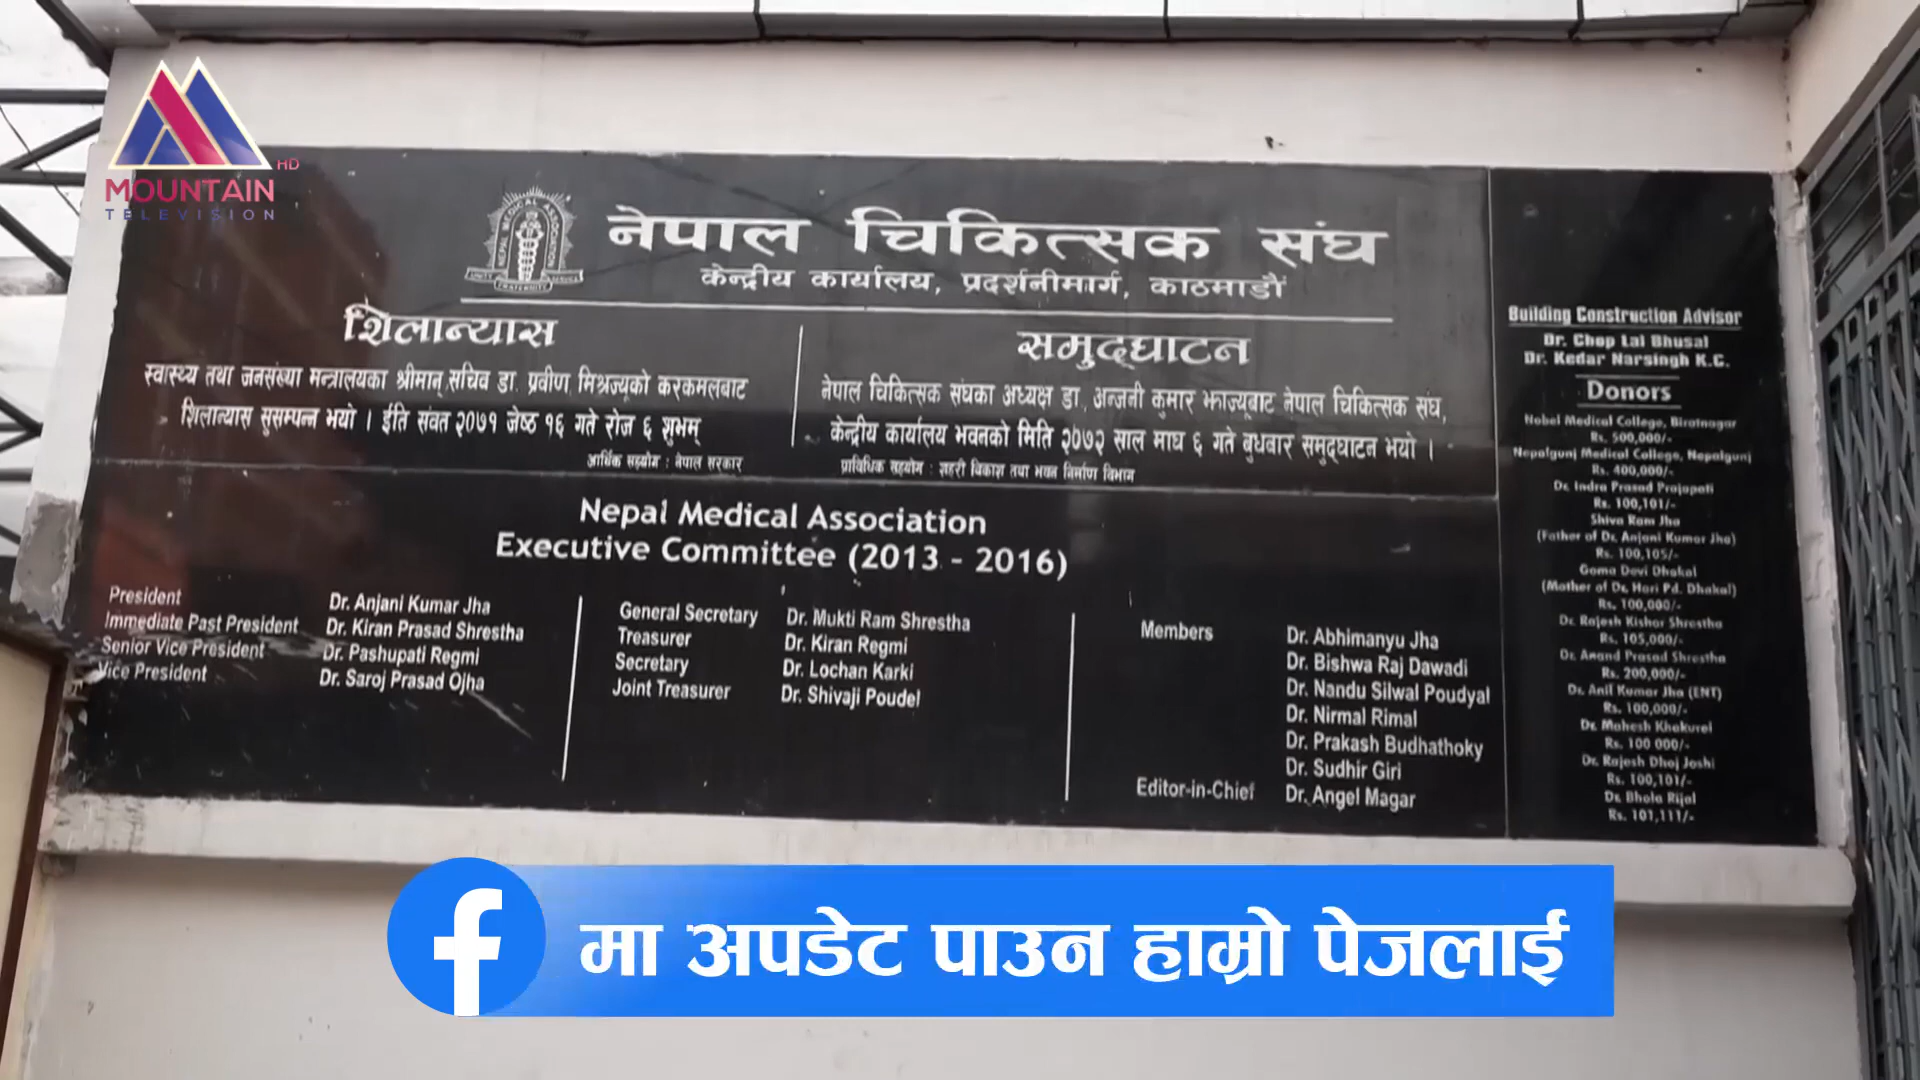 MOUNTAIN HD
TELEVISION
NEPAL MEDICAL ASSOCIATION
UNITY FRATERNITY SERVICE
नेपाल चिकित्सक संघ
केन्द्रीय कार्यालय, प्रदर्शनीमार्ग, काठमाडौं
शिलान्यास
स्वास्थ्य तथा जनसंख्या मन्त्रालयका श्रीमान् सचिव डा. प्रवीण मिश्रज्यूको करकमलबाट
शिलान्यास सुसम्पन्न भयो । ईति संवत २०७१ जेष्ठ १६ गते रोज ६ शुभम्
आर्थिक सहयोग : नेपाल सरकार
समुद्घाटन
नेपाल चिकित्सक संघका अध्यक्ष डा. अन्जनी कुमार झाज्यूबाट नेपाल चिकित्सक संघ,
केन्द्रीय कार्यालय भवनको मिति २०७२ साल माघ ६ गते बुधबार समुद्घाटन भयो ।
प्राविधिक सहयोग : शहरी विकाश तथा भवन निर्माण विभाग
Nepal Medical Association
Executive Committee (2013 - 2016)
President Dr. Anjani Kumar Jha
Immediate Past President Dr. Kiran Prasad Shrestha
Senior Vice President Dr. Pashupati Regmi
Vice President Dr. Saroj Prasad Ojha
General Secretary Dr. Mukti Ram Shrestha
Treasurer Dr. Kiran Regmi
Secretary Dr. Lochan Karki
Joint Treasurer Dr. Shivaji Poudel
Members Dr. Abhimanyu Jha
Dr. Bishwa Raj Dawadi
Dr. Nandu Silwal Poudyal
Dr. Nirmal Rimal
Dr. Prakash Budhathoky
Dr. Sudhir Giri
Editor-in-Chief Dr. Angel Magar
Building Construction Advisor
Dr. Chop Lal Bhusal
Dr. Kedar Narsingh K.C.
Donors
Nobel Medical College, Biratnagar
Rs. 500,000/-
Nepalgunj Medical College, Nepalgunj
Rs. 400,000/-
Dr. Indra Prasad Prajapati
Rs. 100,101/-
Shiva Ram Jha
(Father of Dr. Anjani Kumar Jha)
Rs. 100,105/-
Goma Devi Dhakal
(Mother of Dr. Hari Pd. Dhakal)
Rs. 100,000/-
Dr. Rajesh Kishor Shrestha
Rs. 105,000/-
Dr. Anand Prasad Shrestha
Rs. 200,000/-
Dr. Anil Kumar Jha (ENT)
Rs. 100,000/-
Dr. Mahesh Khakurel
Rs. 100 000/-
Dr. Rajesh Dhoj Joshi
Rs. 100,101/-
Dr. Bhola Rijal
Rs. 101,111/-
f मा अपडेट पाउन हाम्रो पेजलाई